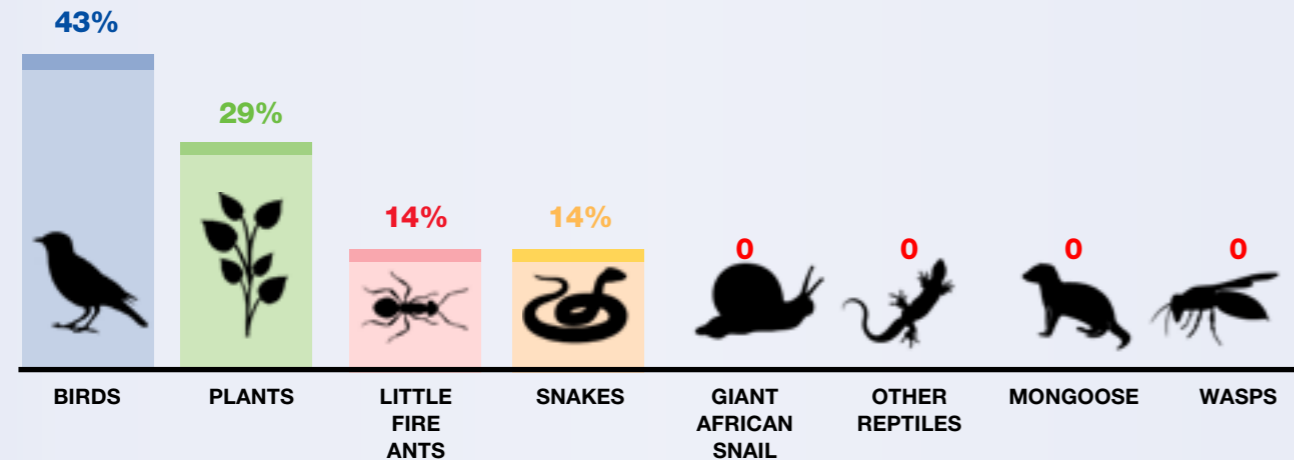 43%
29%
14%
14%
0
0
0
0
BIRDS
PLANTS
LITTLE
FIRE
ANTS
SNAKES
GIANT
AFRICAN
SNAIL
OTHER
REPTILES
MONGOOSE
WASPS